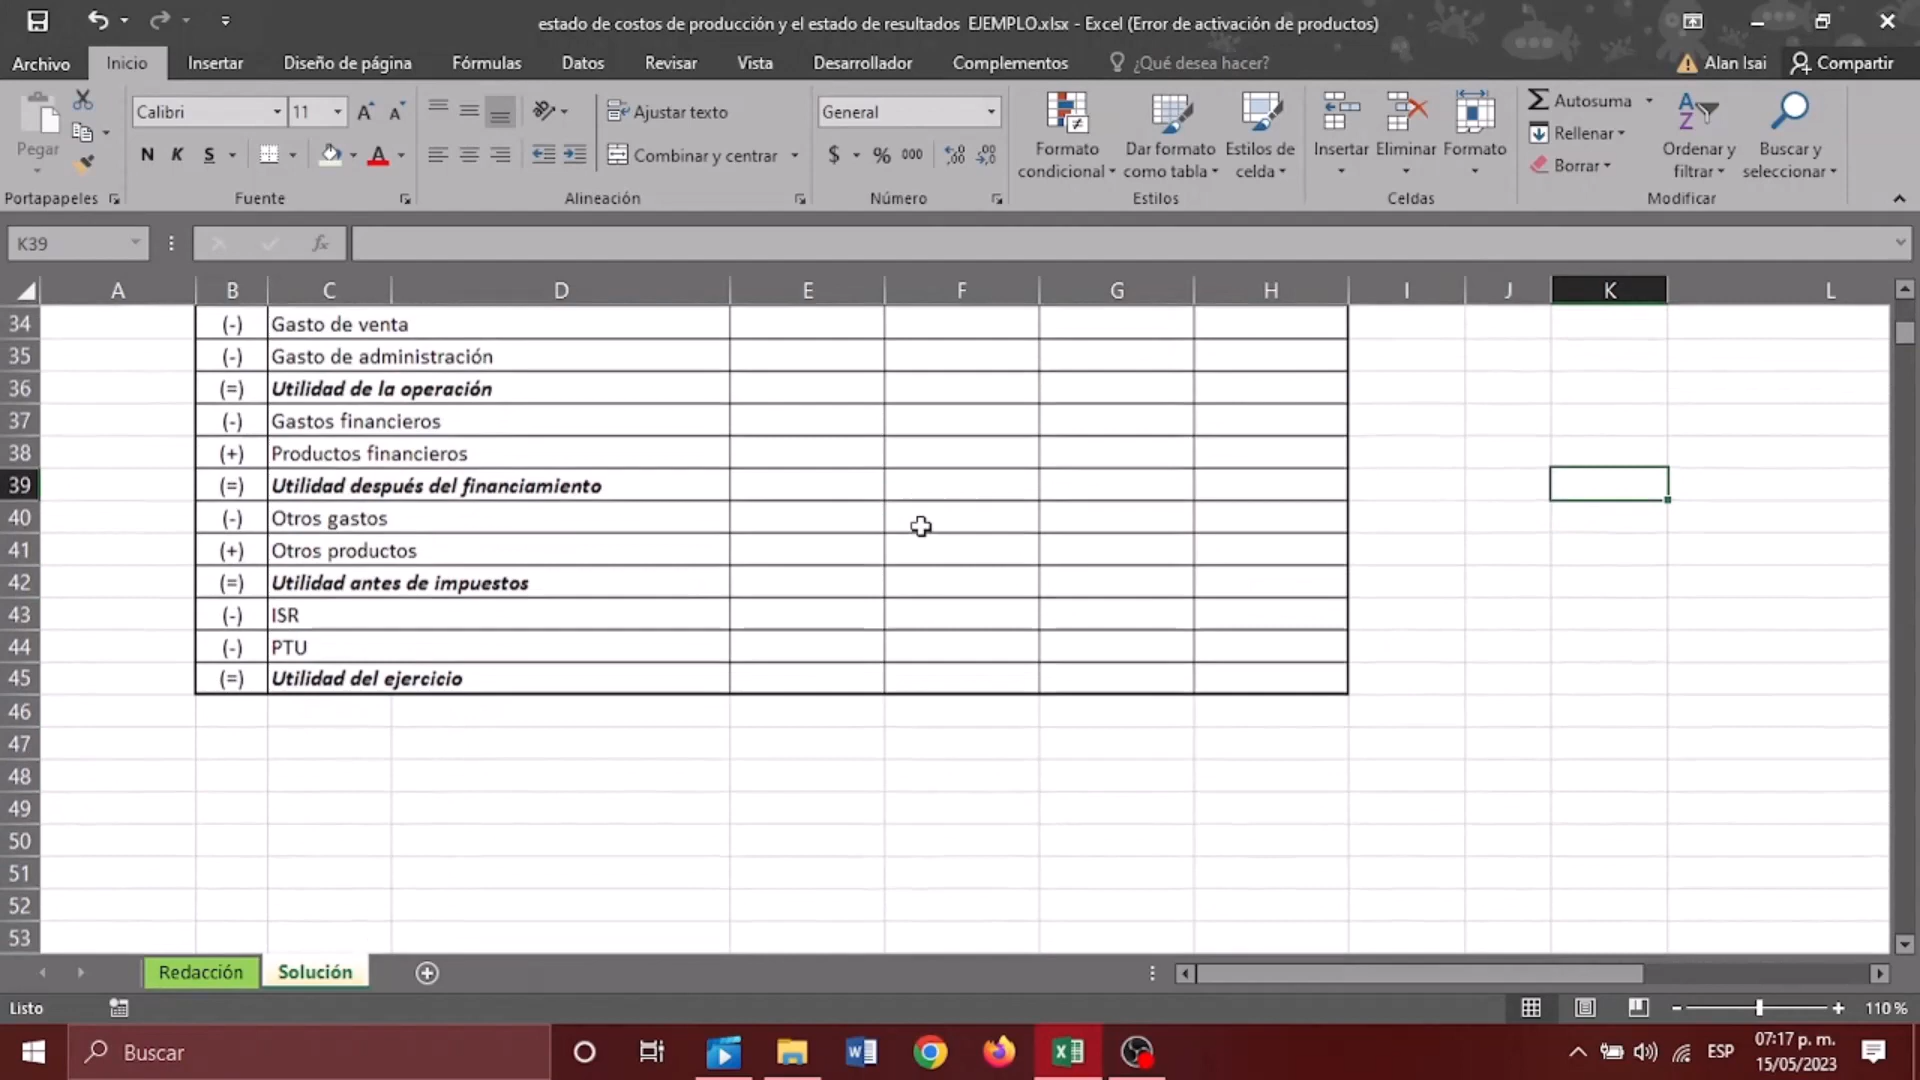 estado de costos de producción y el estado de resultados EJEMPLO.xlsx - Excel (Error de activación de productos)
Archivo Inicio Insertar Diseño de página Fórmulas Datos Revisar Vista Desarrollador Complementos ¿Qué desea hacer? Alan Isai Compartir
Pegar
Calibri 11
Ajustar texto
General
Formato condicional
Dar formato como tabla
Estilos de celda
Insertar Eliminar Formato
Autosuma
Rellenar
Borrar
Ordenar y filtrar
Buscar y seleccionar
N K S
Combinar y centrar
$ % 000
Portapapeles Fuente Alineación Número Estilos Celdas Modificar
K39 fx
A B C D E F G H I J K L
34 (-) Gasto de venta
35 (-) Gasto de administración
36 (=) Utilidad de la operación
37 (-) Gastos financieros
38 (+) Productos financieros
39 (=) Utilidad después del financiamiento
40 (-) Otros gastos
41 (+) Otros productos
42 (=) Utilidad antes de impuestos
43 (-) ISR
44 (-) PTU
45 (=) Utilidad del ejercicio
46
47
48
49
50
51
52
53
Redacción Solución
Listo 110 %
Buscar
ESP
07:17 p. m.
15/05/2023